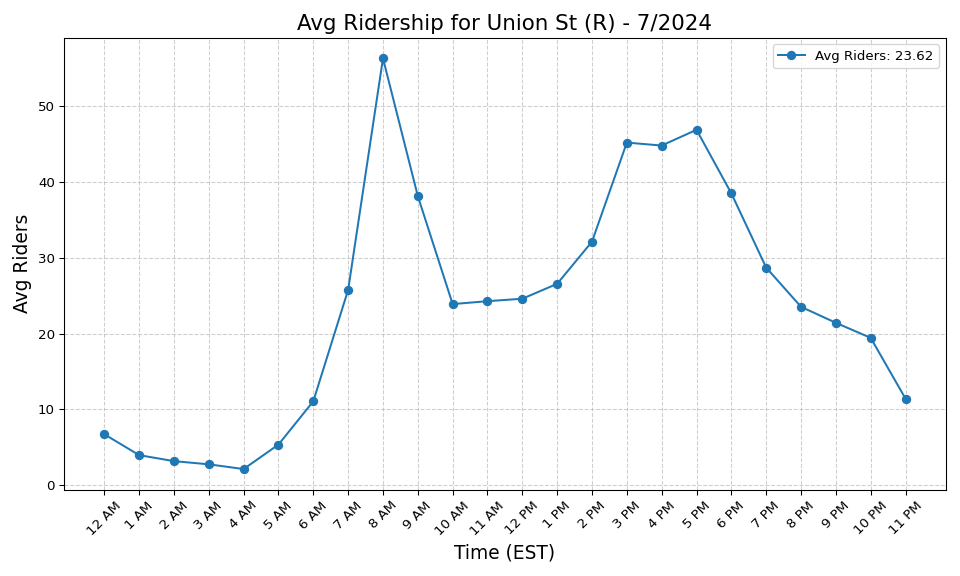 Avg Ridership for Union St (R) - 7/2024
Avg Riders: 23.62
Avg Riders
50
40
30
20
10
0
12 AM
1 AM
2 AM
3 AM
4 AM
5 AM
6 AM
7 AM
8 AM
9 AM
10 AM
11 AM
12 PM
1 PM
2 PM
3 PM
4 PM
5 PM
6 PM
7 PM
8 PM
9 PM
10 PM
11 PM
Time (EST)